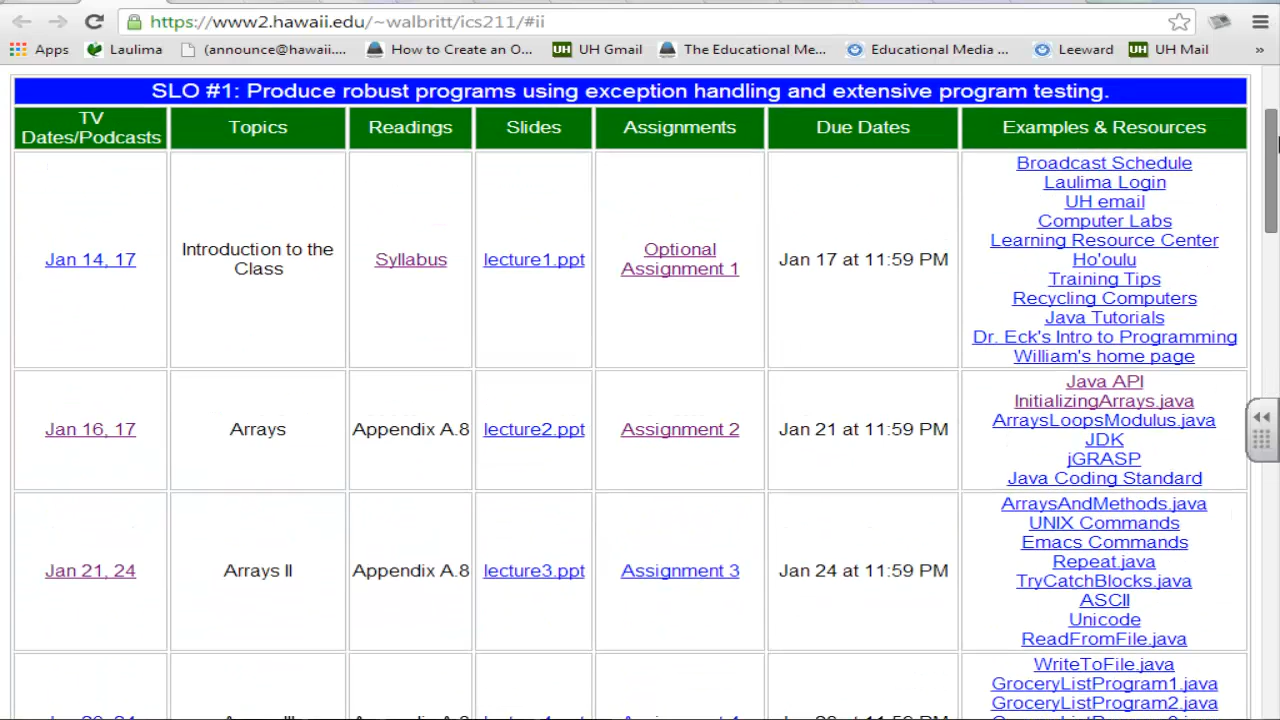 https://www2.hawaii.edu/~walbritt/ics211/#ii
Apps Laulima (announce@hawaii.... How to Create an O... UH UH Gmail The Educational Me... Educational Media ... Leeward UH UH Mail »
SLO #1: Produce robust programs using exception handling and extensive program testing.
TV
Dates/Podcasts
Topics
Readings
Slides
Assignments
Due Dates
Examples & Resources
Jan 14, 17
Introduction to the
Class
Syllabus
lecture1.ppt
Optional
Assignment 1
Jan 17 at 11:59 PM
Broadcast Schedule
Laulima Login
UH email
Computer Labs
Learning Resource Center
Ho'oulu
Training Tips
Recycling Computers
Java Tutorials
Dr. Eck's Intro to Programming
William's home page
Jan 16, 17
Arrays
Appendix A.8
lecture2.ppt
Assignment 2
Jan 21 at 11:59 PM
Java API
InitializingArrays.java
ArraysLoopsModulus.java
JDK
jGRASP
Java Coding Standard
Jan 21, 24
Arrays II
Appendix A.8
lecture3.ppt
Assignment 3
Jan 24 at 11:59 PM
ArraysAndMethods.java
UNIX Commands
Emacs Commands
Repeat.java
TryCatchBlocks.java
ASCII
Unicode
ReadFromFile.java
WriteToFile.java
GroceryListProgram1.java
GroceryListProgram2.java